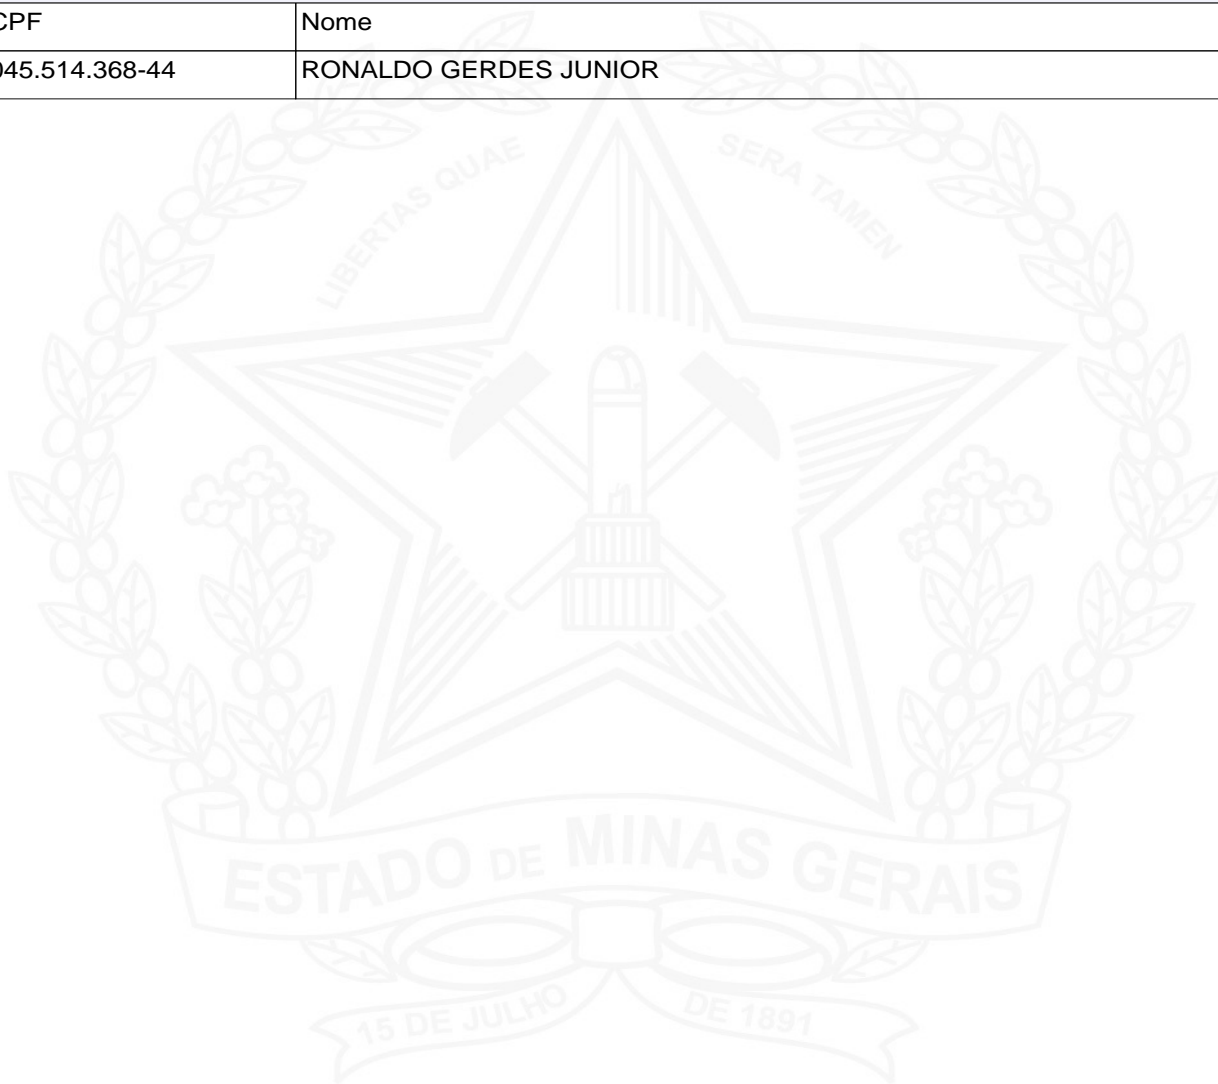 CPF Nome
045.514.368-44 RONALDO GERDES JUNIOR
LIBERTAS QUAE SERA TAMEN
ESTADO DE MINAS GERAIS
15 DE JULHO DE 1891